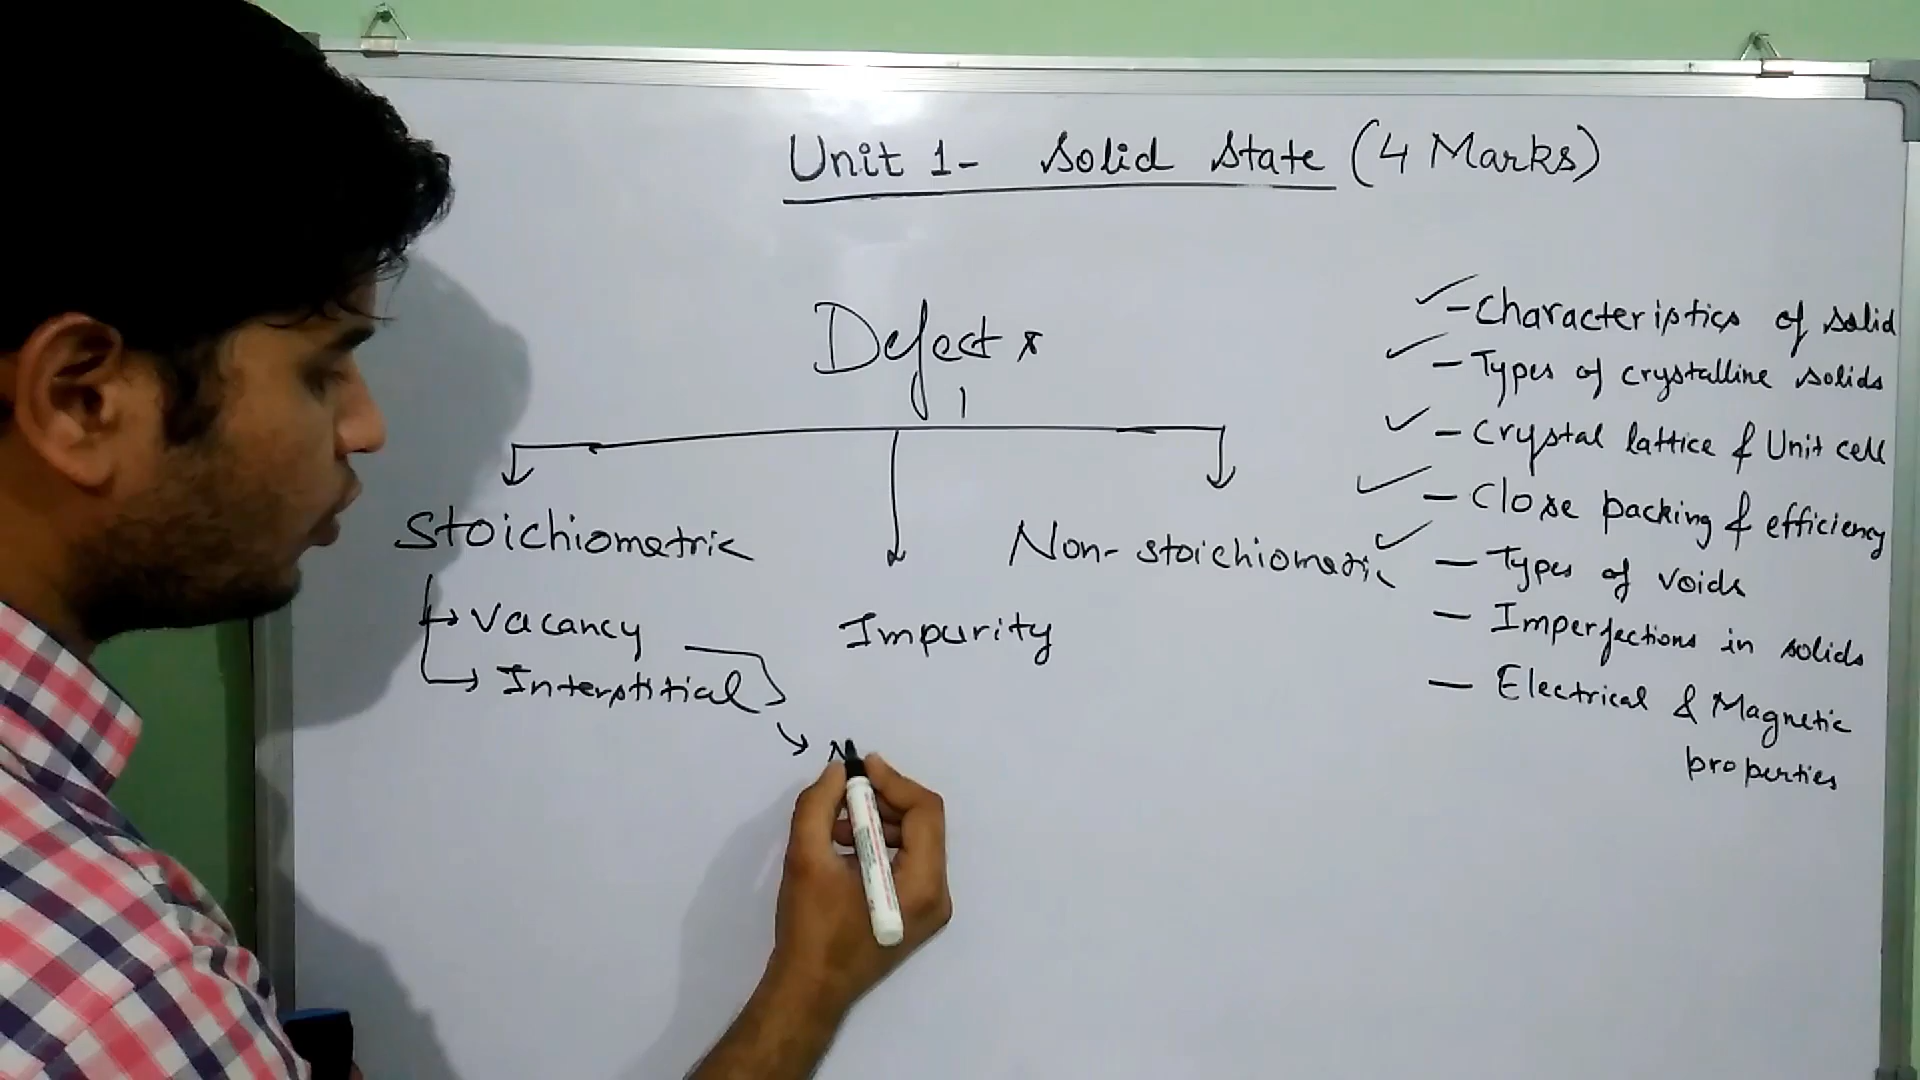 Unit 1- Solid State (4 Marks)
Defects
Stoichiometric
Non-stoichiometric
Impurity
→ Vacancy
→ Interstitial
→ N
- Characteristics of solid
- Types of crystalline solids
- Crystal lattice & Unit cell
- Close packing & efficiency
- Types of voids
- Imperfections in solids
- Electrical & Magnetic
properties